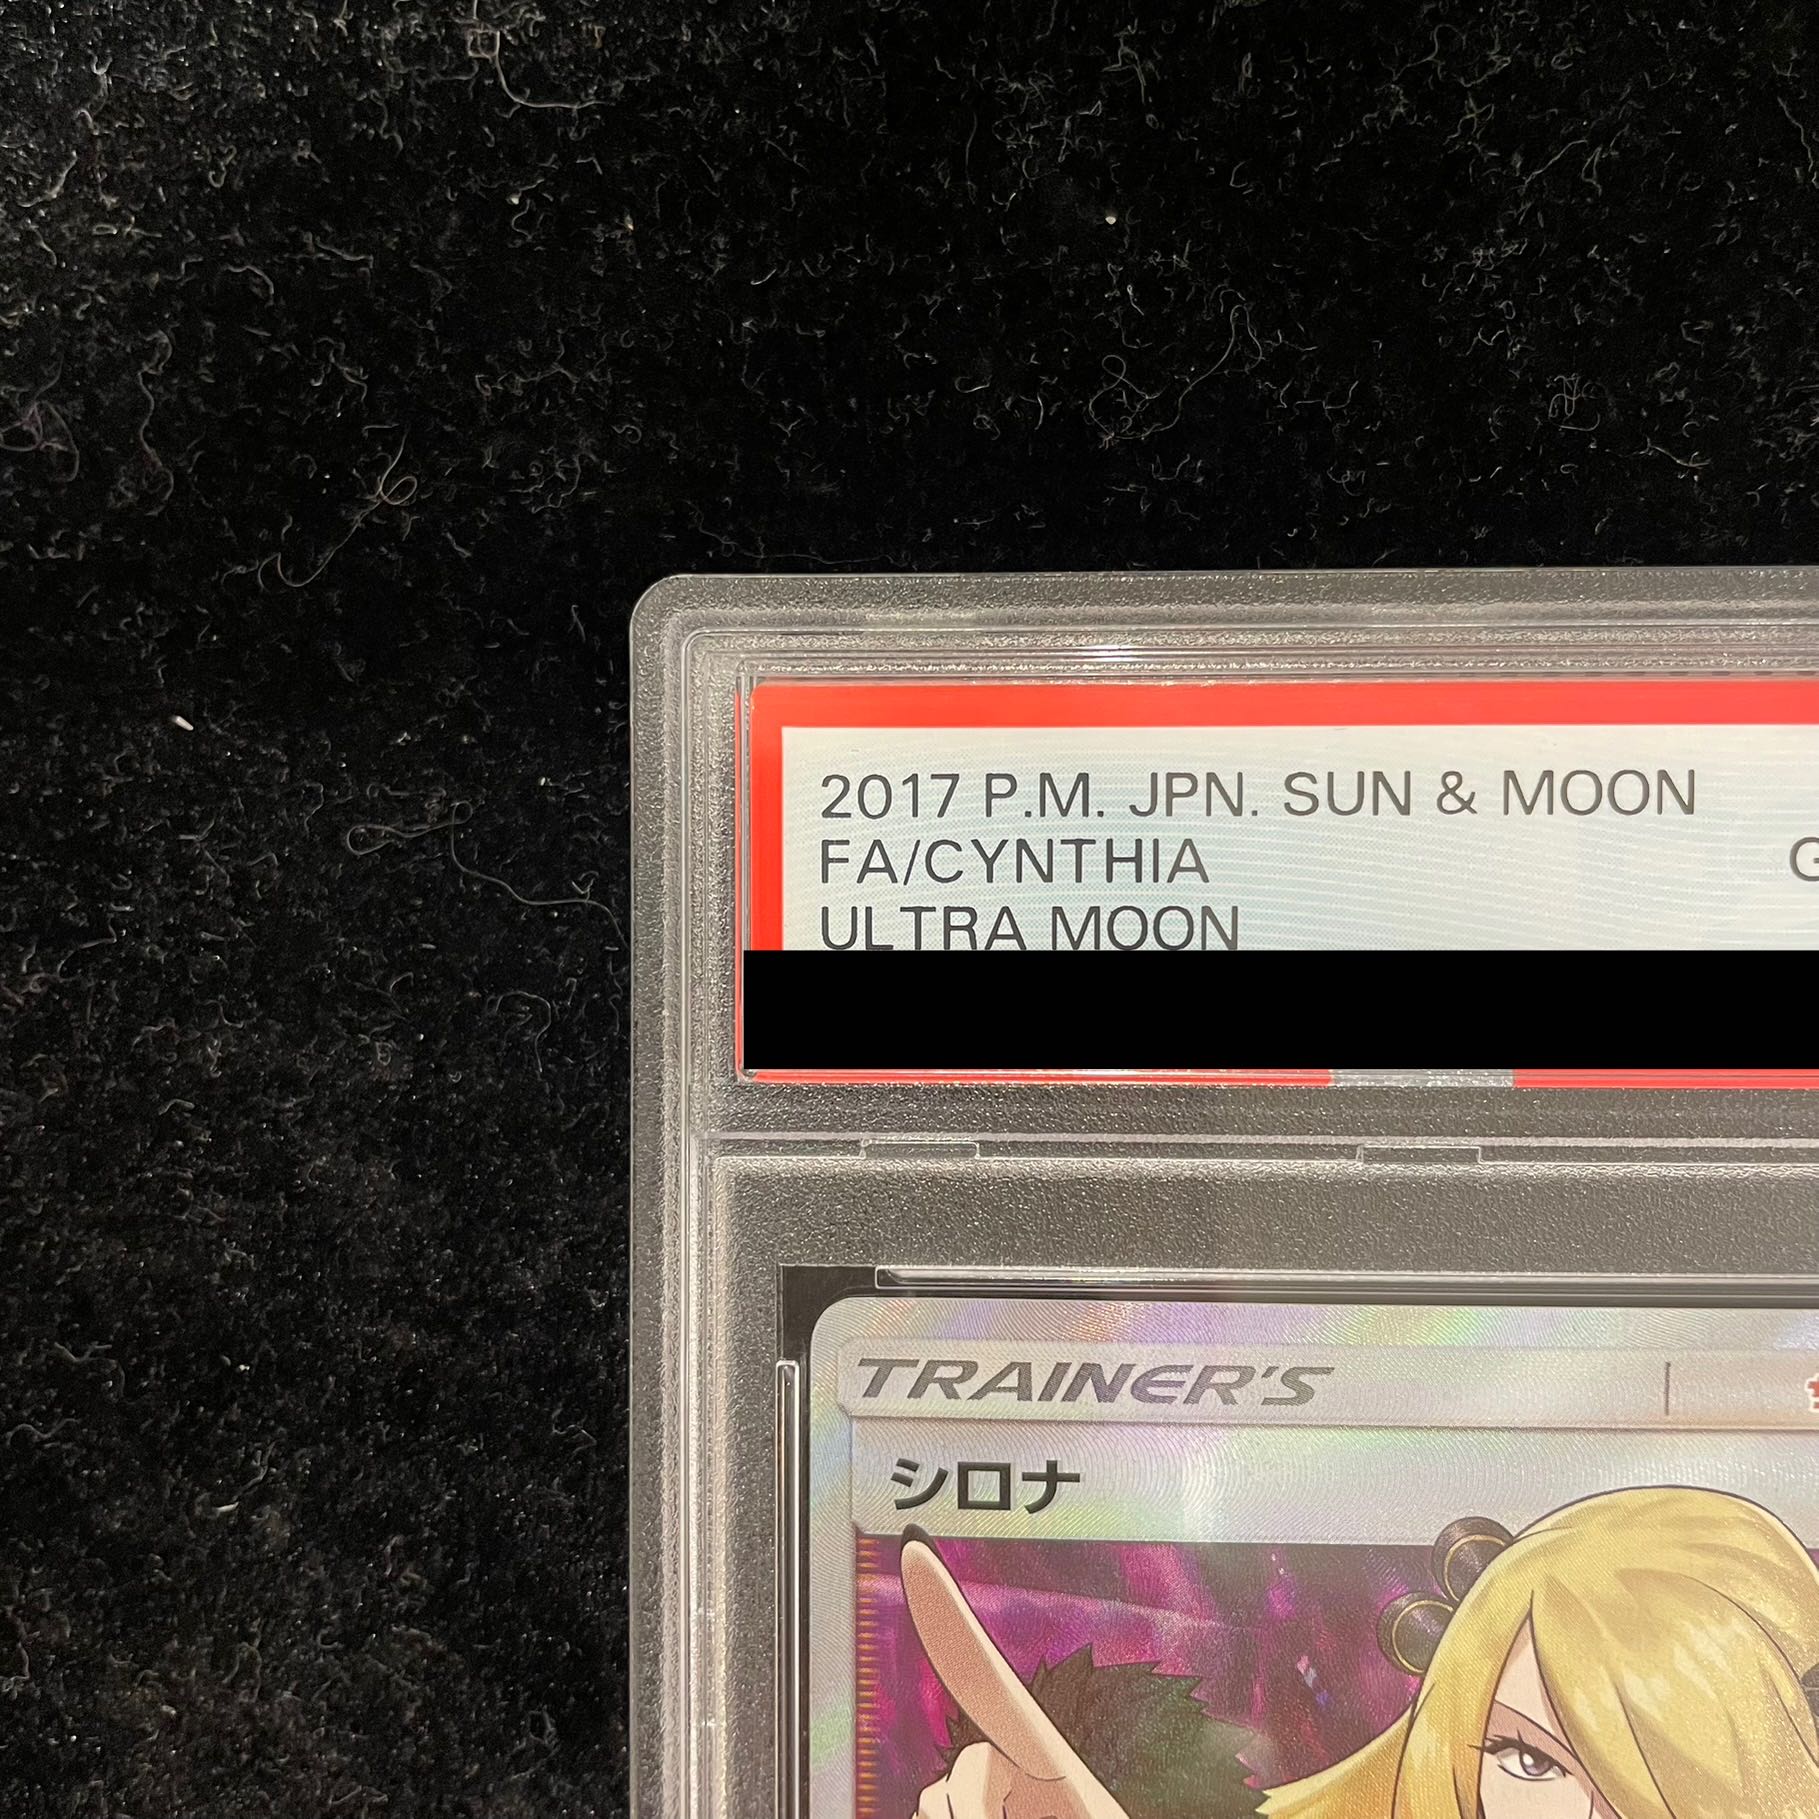 2017 P.M. JPN. SUN & MOON
FA/CYNTHIA
ULTRA MOON
TRAINER'S
シロナ